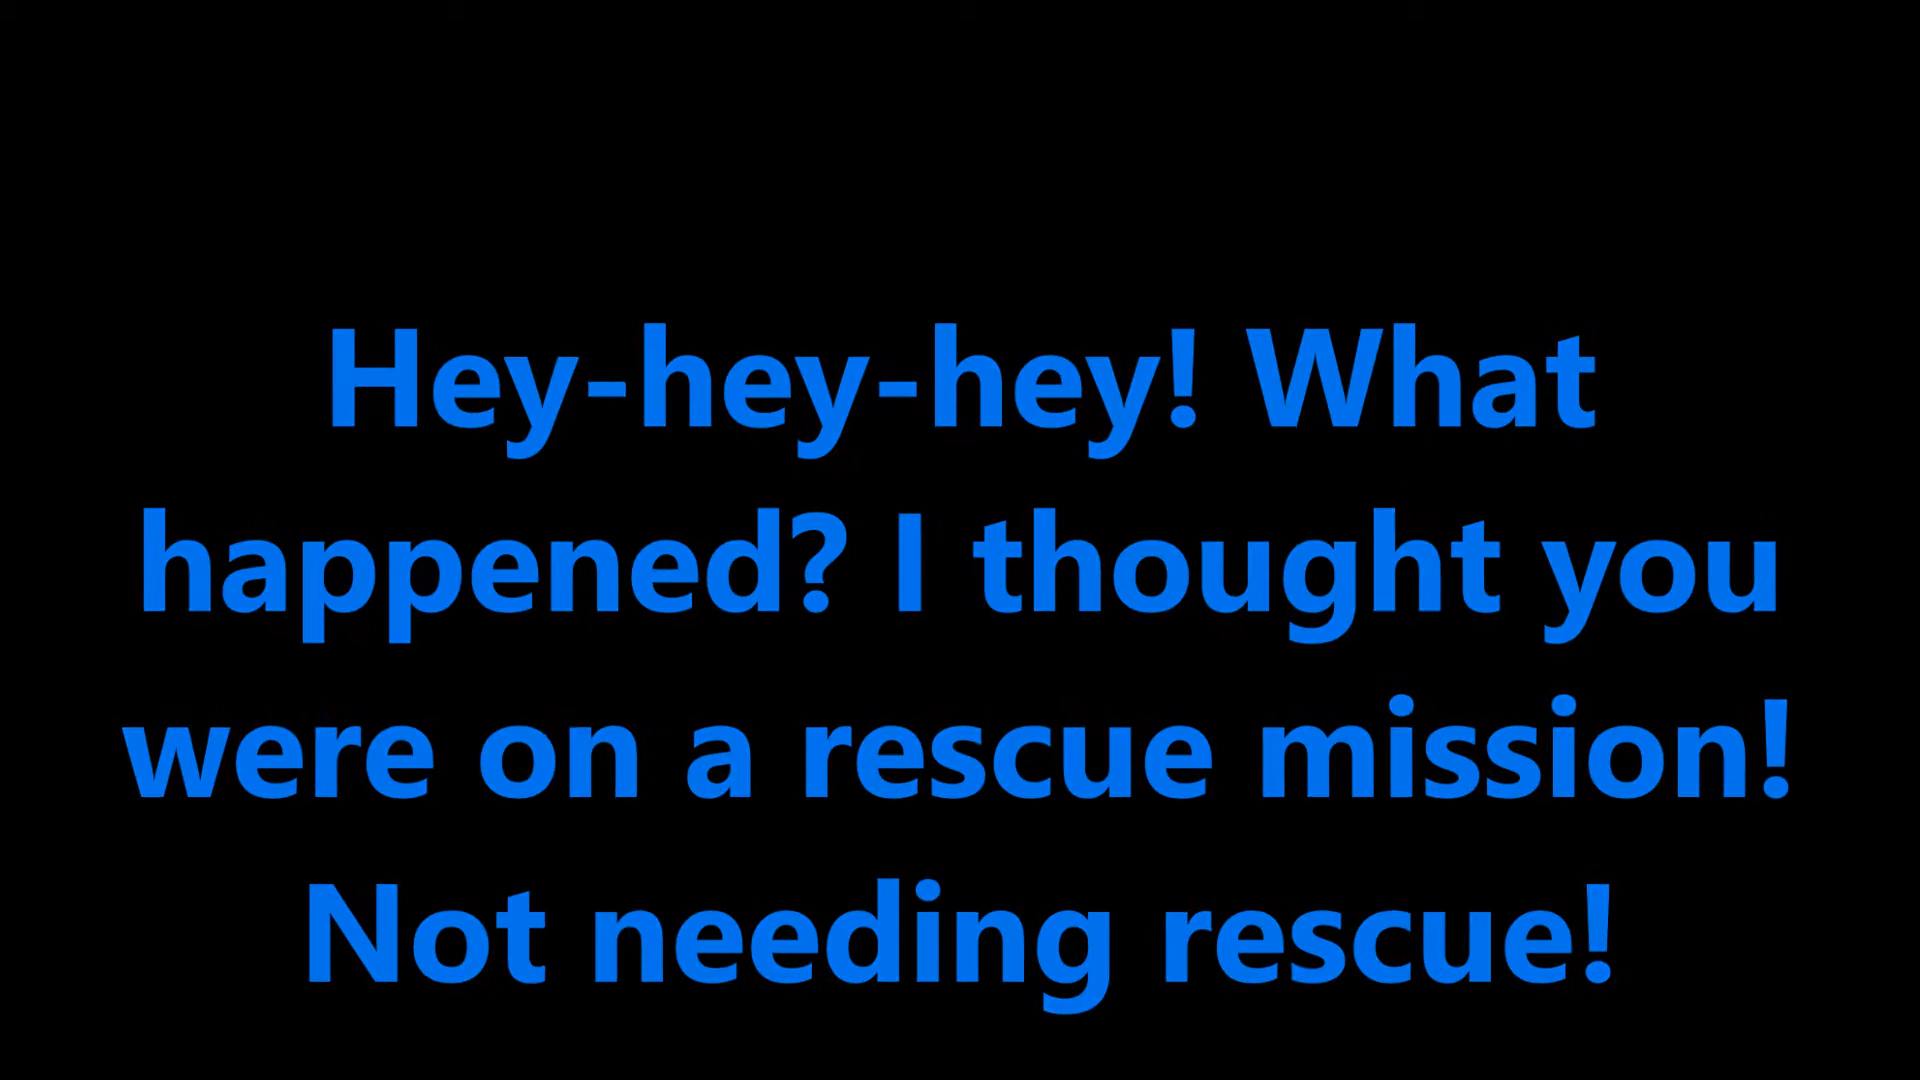 Hey-hey-hey! What
happened? I thought you
were on a rescue mission!
Not needing rescue!